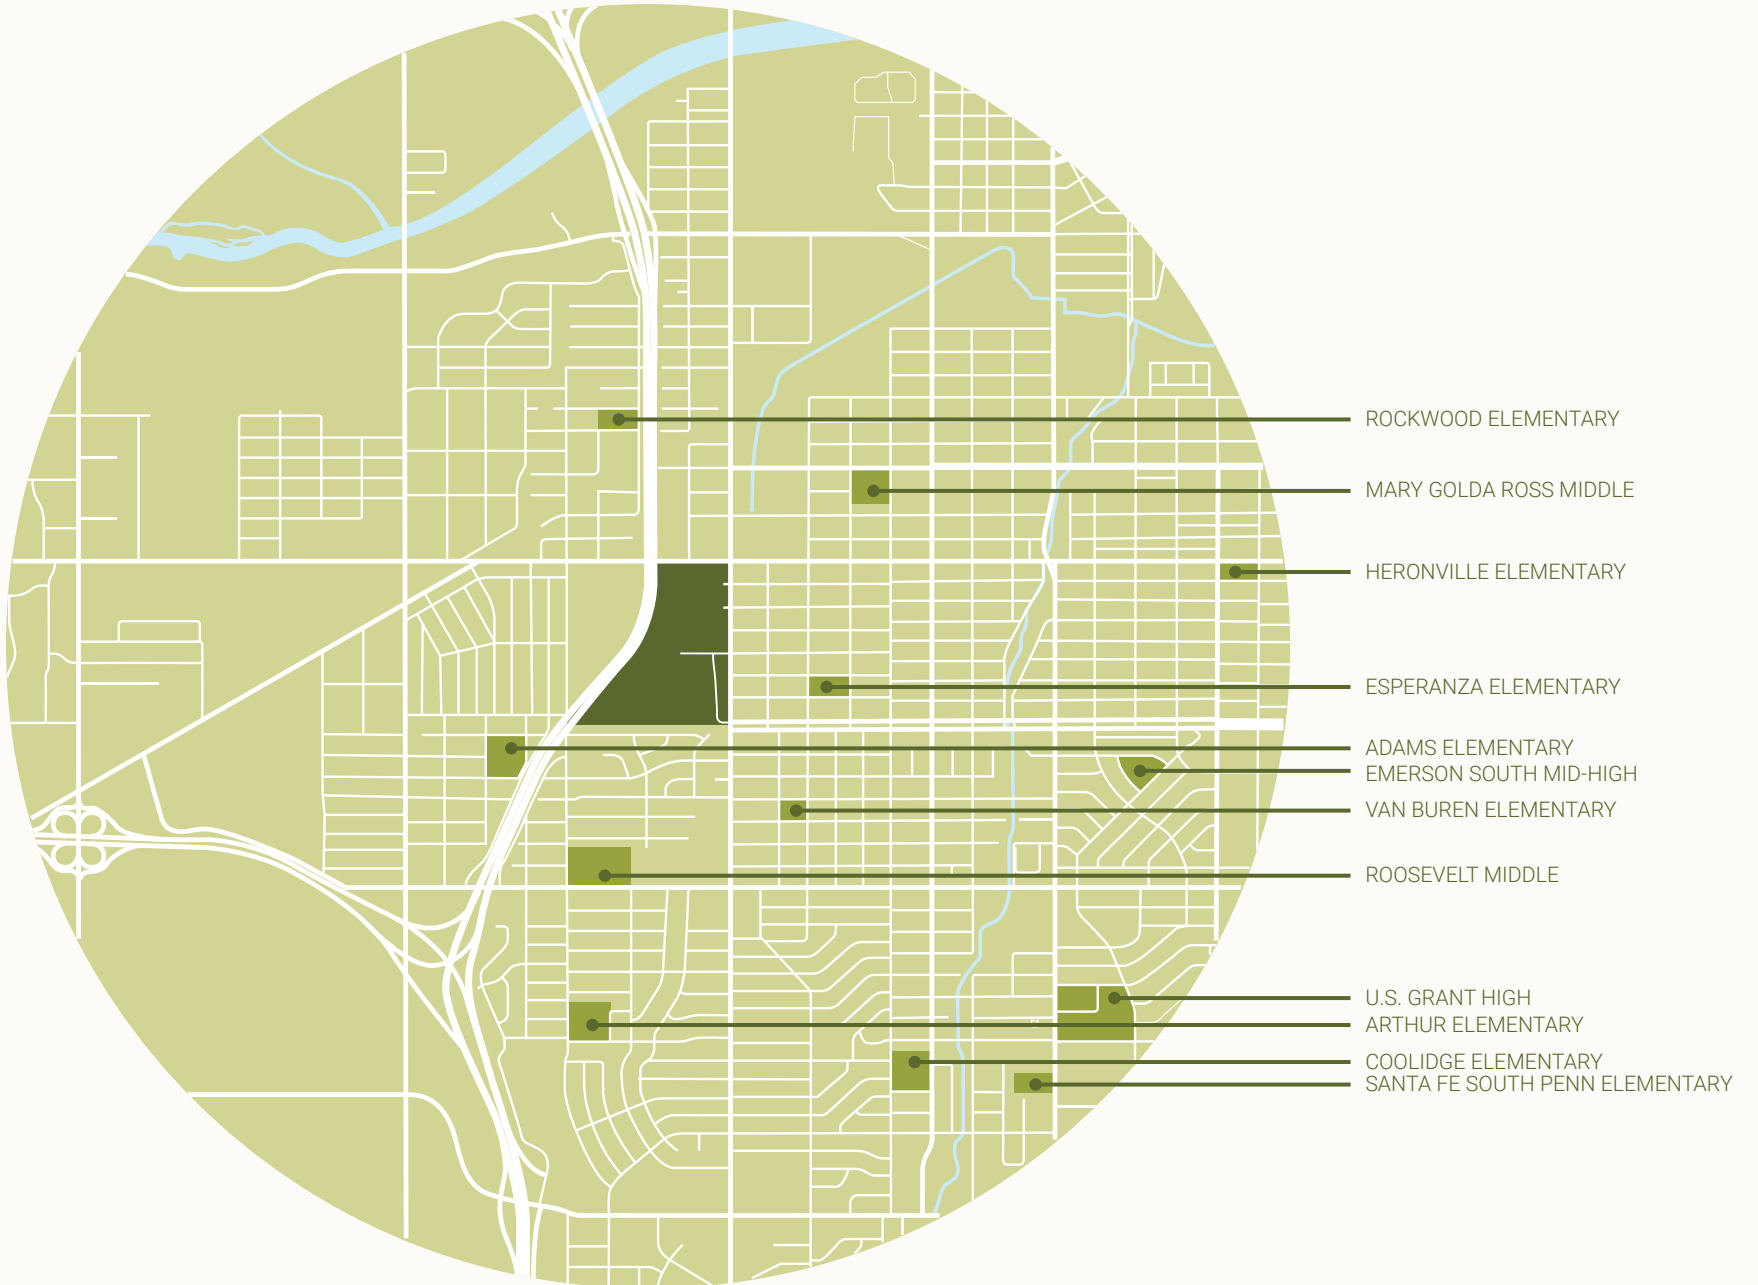 ROCKWOOD ELEMENTARY
MARY GOLDA ROSS MIDDLE
HERONVILLE ELEMENTARY
ESPERANZA ELEMENTARY
ADAMS ELEMENTARY
EMERSON SOUTH MID-HIGH
VAN BUREN ELEMENTARY
ROOSEVELT MIDDLE
U.S. GRANT HIGH
ARTHUR ELEMENTARY
COOLIDGE ELEMENTARY
SANTA FE SOUTH PENN ELEMENTARY